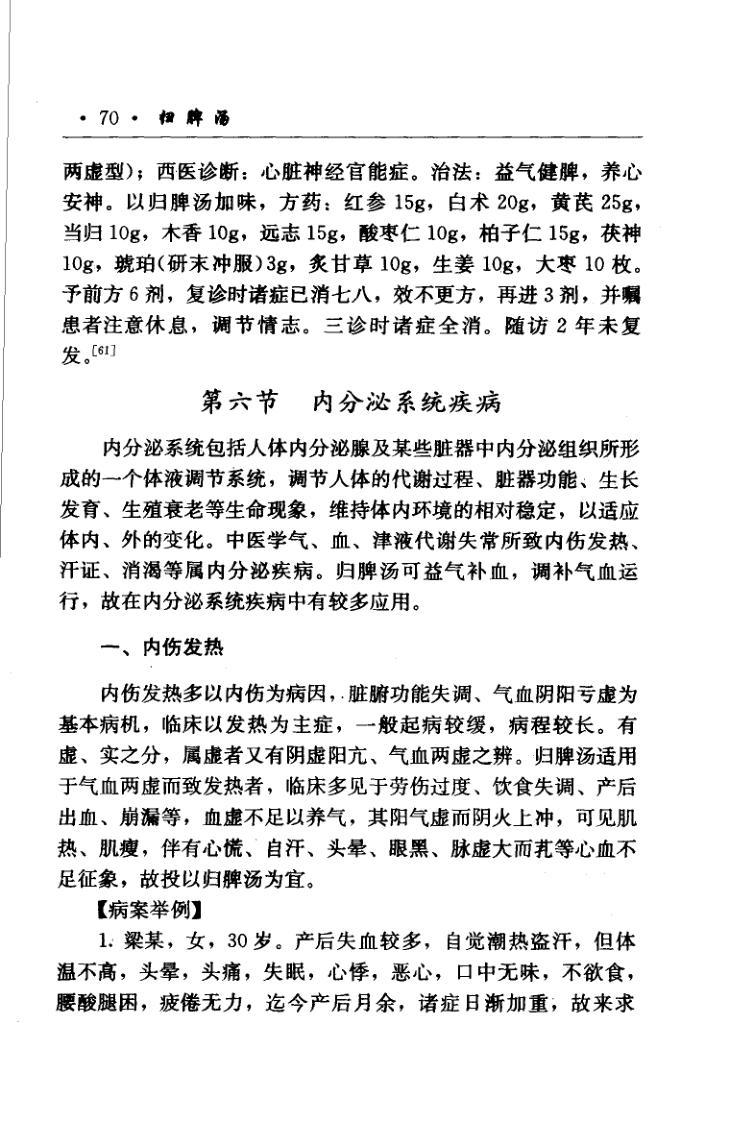 · 70 · 归脾汤
两虚型)；西医诊断：心脏神经官能症。治法：益气健脾，养心
安神。以归脾汤加味，方药：红参 15g，白术 20g，黄芪 25g，
当归 10g，木香 10g，远志 15g，酸枣仁 10g，柏子仁 15g，茯神
10g，琥珀(研末冲服)3g，炙甘草 10g，生姜 10g，大枣 10 枚。
予前方 6 剂，复诊时诸症已消七八，效不更方，再进 3 剂，并嘱
患者注意休息，调节情志。三诊时诸症全消。随访 2 年未复
发。[61]
第六节　内分泌系统疾病
内分泌系统包括人体内分泌腺及某些脏器中内分泌组织所形
成的一个体液调节系统，调节人体的代谢过程、脏器功能、生长
发育、生殖衰老等生命现象，维持体内环境的相对稳定，以适应
体内、外的变化。中医学气、血、津液代谢失常所致内伤发热、
汗证、消渴等属内分泌疾病。归脾汤可益气补血，调补气血运
行，故在内分泌系统疾病中有较多应用。
一、内伤发热
内伤发热多以内伤为病因，脏腑功能失调、气血阴阳亏虚为
基本病机，临床以发热为主症，一般起病较缓，病程较长。有
虚、实之分，属虚者又有阴虚阳亢、气血两虚之辨。归脾汤适用
于气血两虚而致发热者，临床多见于劳伤过度、饮食失调、产后
出血、崩漏等，血虚不足以养气，其阳气虚而阴火上冲，可见肌
热、肌瘦，伴有心慌、自汗、头晕、眼黑、脉虚大而芤等心血不
足征象，故投以归脾汤为宜。
【病案举例】
1. 梁某，女，30 岁。产后失血较多，自觉潮热盗汗，但体
温不高，头晕，头痛，失眠，心悸，恶心，口中无味，不欲食，
腰酸腿困，疲倦无力，迄今产后月余，诸症日渐加重，故来求